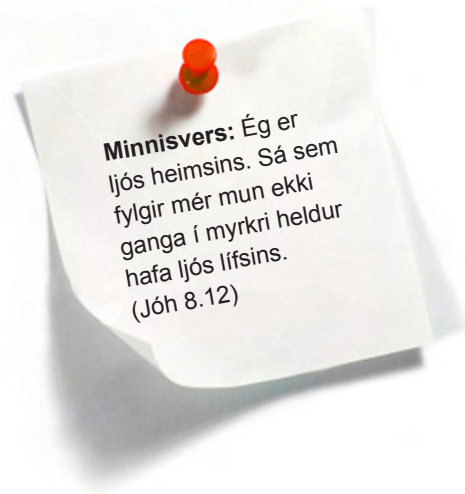 Minnisvers: Ég er
ljós heimsins. Sá sem
fylgir mér mun ekki
ganga í myrkri heldur
hafa ljós lífsins.
(Jóh 8.12)